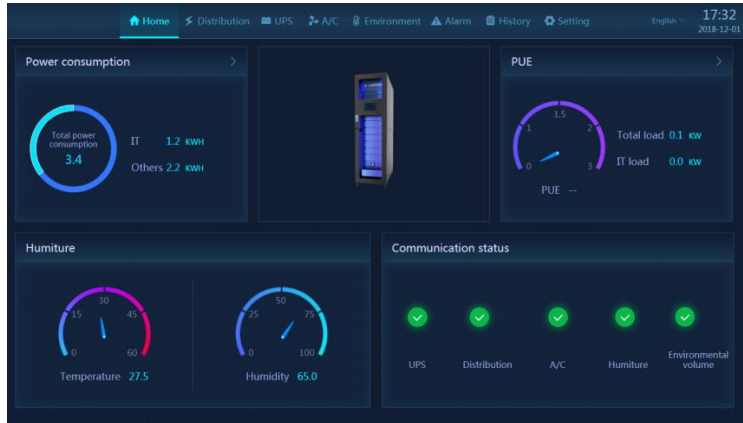 Home Distribution UPS A/C Environment Alarm History Setting English 17:32
2018-12-01
Power consumption
Total power
consumption
3.4
IT 1.2 KWH
Others 2.2 KWH
PUE
0 1 1.5 2 3
PUE --
Total load 0.1 KW
IT load 0.0 KW
Humiture
0 15 30 45 60
Temperature 27.5
0 25 50 75 100
Humidity 65.0
Communication status
UPS
Distribution
A/C
Humiture
Environmental
volume